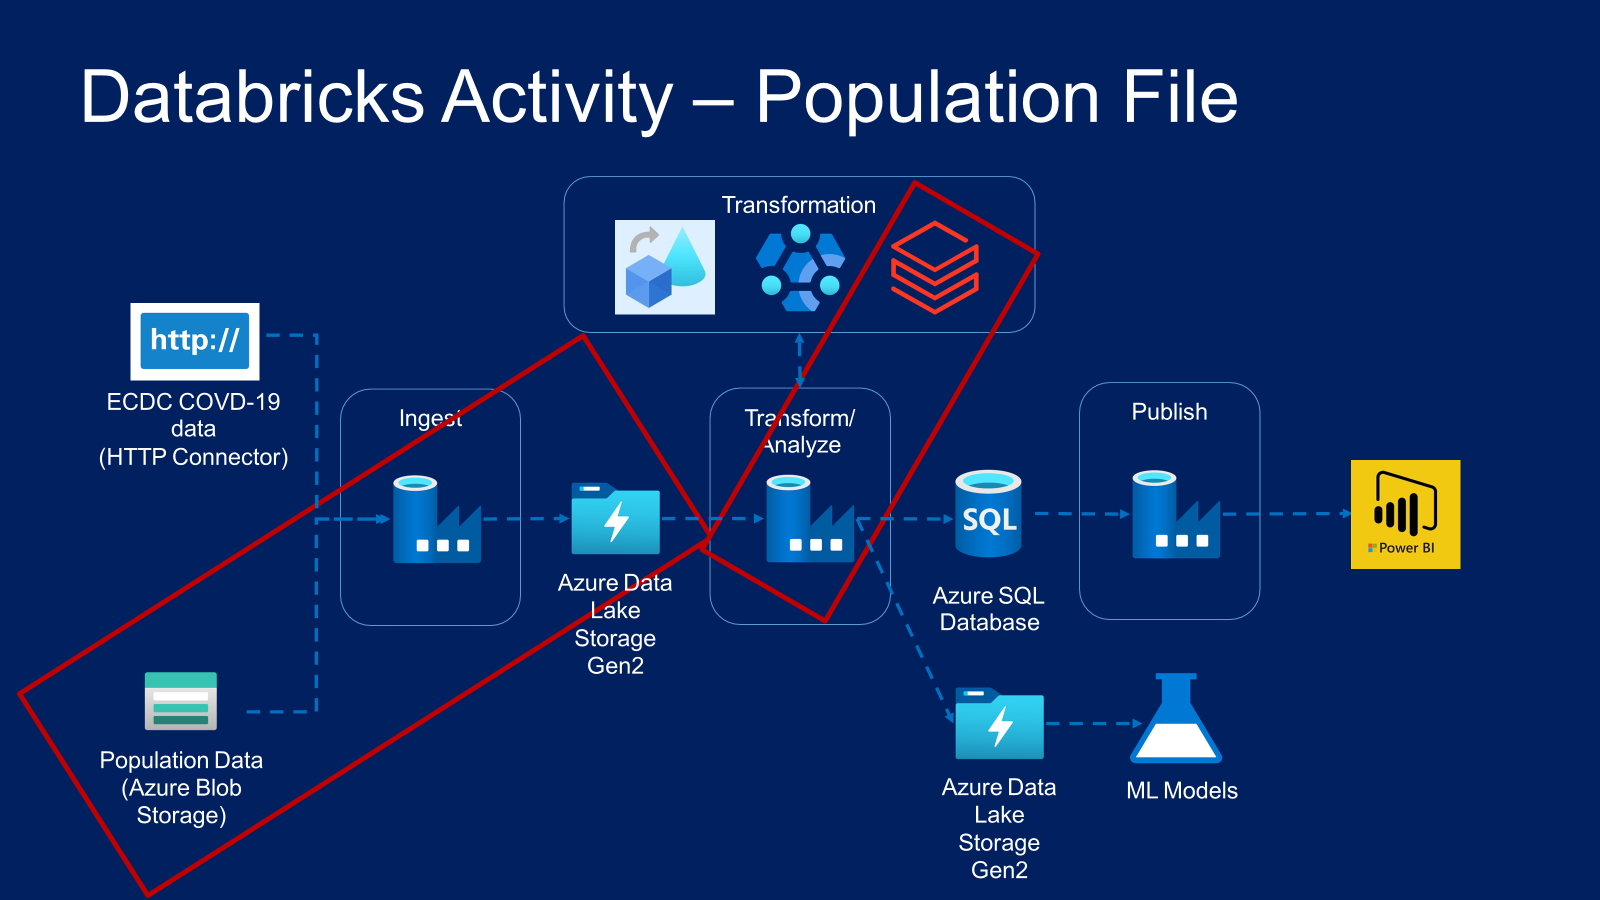 Databricks Activity – Population File
Transformation
http://
ECDC COVD-19
data
(HTTP Connector)
Ingest
Transform/
Analyze
Publish
SQL
Power BI
Azure Data
Lake
Storage
Gen2
Azure SQL
Database
Population Data
(Azure Blob
Storage)
Azure Data
Lake
Storage
Gen2
ML Models